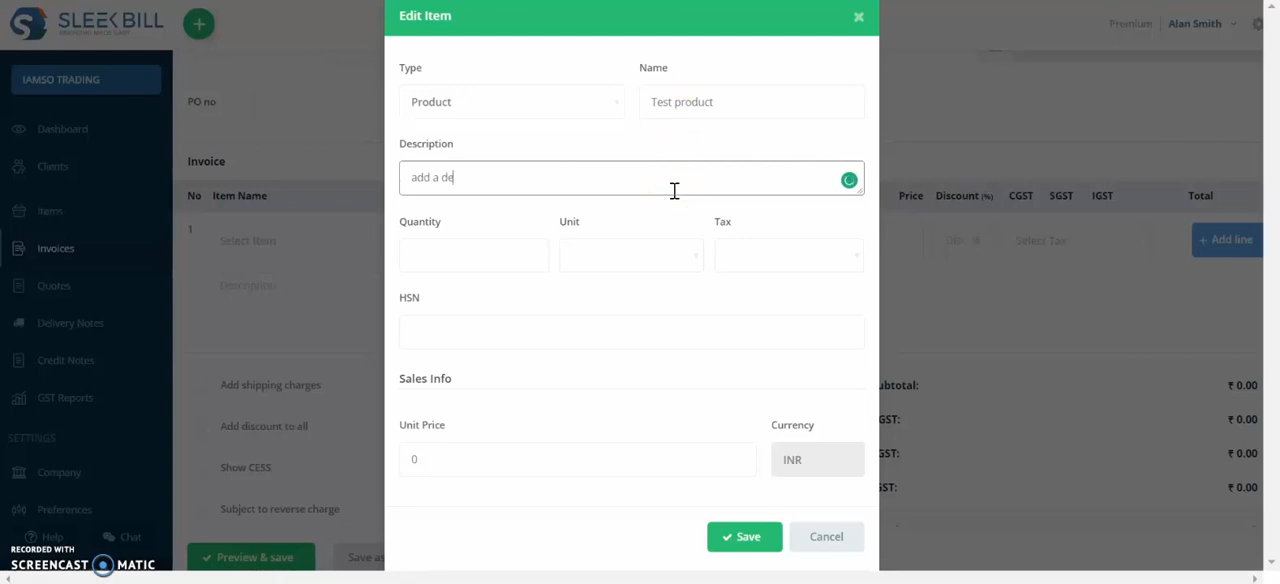 SLEEK BILL
Edit Item
×
Premium
Alan Smith
IAMSO TRADING
Type
Name
PO no
Product
Test product
Dashboard
Description
Clients
Invoice
add a de
No
Item Name
Price
Discount (%)
CGST
SGST
IGST
Total
Items
Quantity
Unit
Tax
1
Select Item
Disc. %
Select Tax
+ Add line
Invoices
Quotes
Description
HSN
Delivery Notes
Credit Notes
Sales Info
Add shipping charges
ubtotal:
₹ 0.00
GST Reports
Add discount to all
Unit Price
Currency
GST:
₹ 0.00
SETTINGS
Show CESS
0
INR
GST:
₹ 0.00
Company
GST:
₹ 0.00
Preferences
Subject to reverse charge
Help
Chat
Save
Cancel
RECORDED WITH
SCREENCAST MATIC
Preview & save
Save as